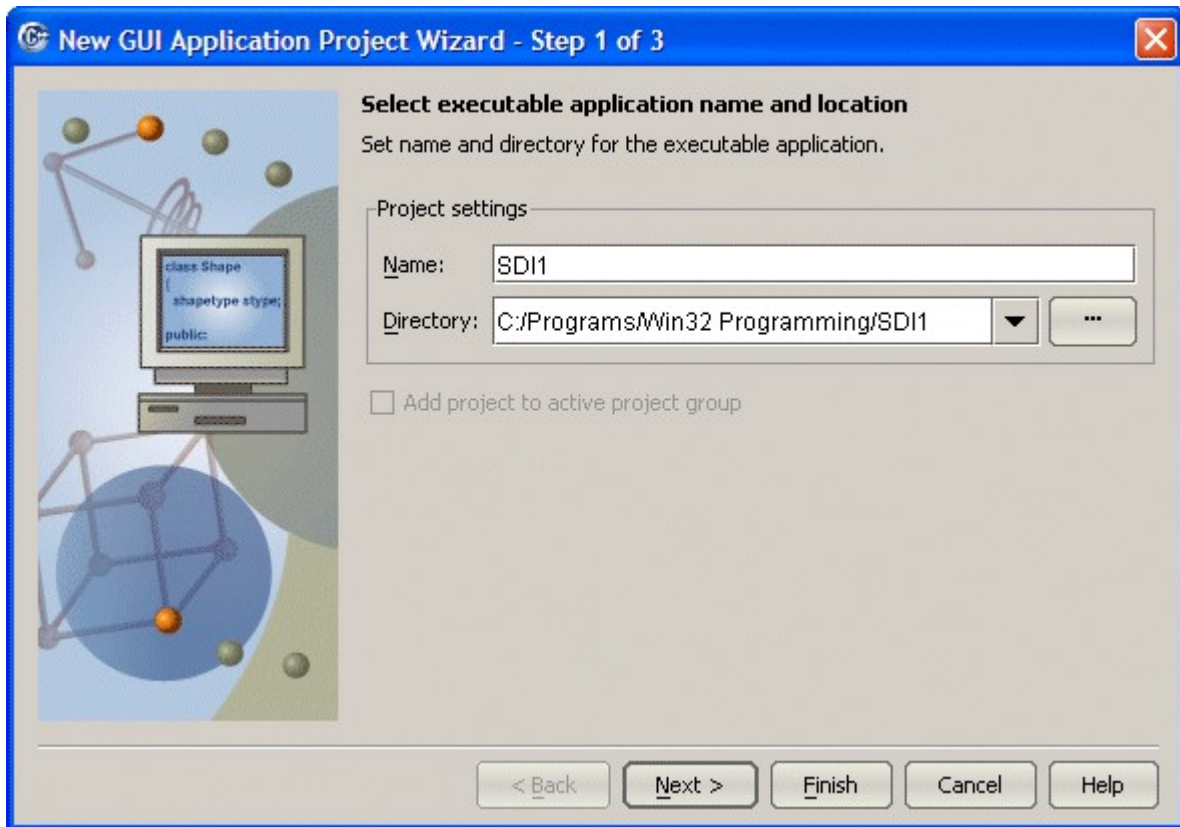 New GUI Application Project Wizard - Step 1 of 3
Select executable application name and location
Set name and directory for the executable application.
Project settings
Name: SDI1
Directory: C:/Programs/Win32 Programming/SDI1 ...
Add project to active project group
class Shape
{
shapetype stype;
public:
< Back Next > Finish Cancel Help